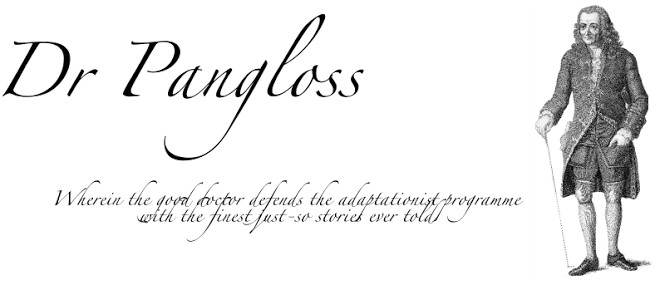 Dr Pangloss
Wherein the good doctor defends the adaptationist programme
with the finest just-so stories ever told